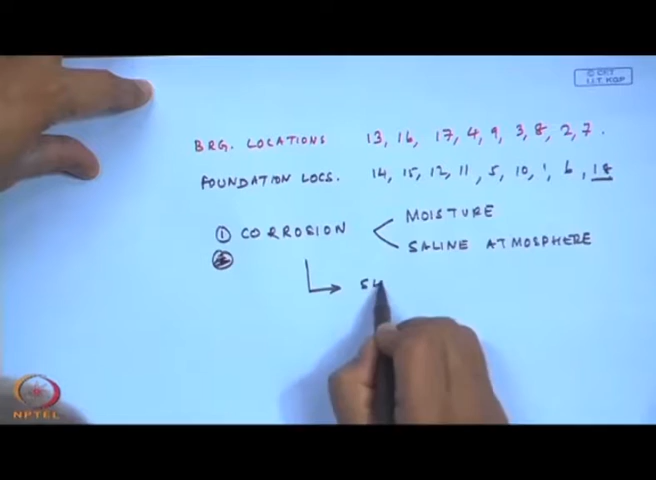 © CET
I.I.T. KGP
BRG. LOCATIONS 13, 16, 17, 4, 9, 3, 8, 2, 7.
FOUNDATION LOCS. 14, 15, 12, 11, 5, 10, 1, 6, 18
① CORROSION MOISTURE
SALINE ATMOSPHERE
NPTEL